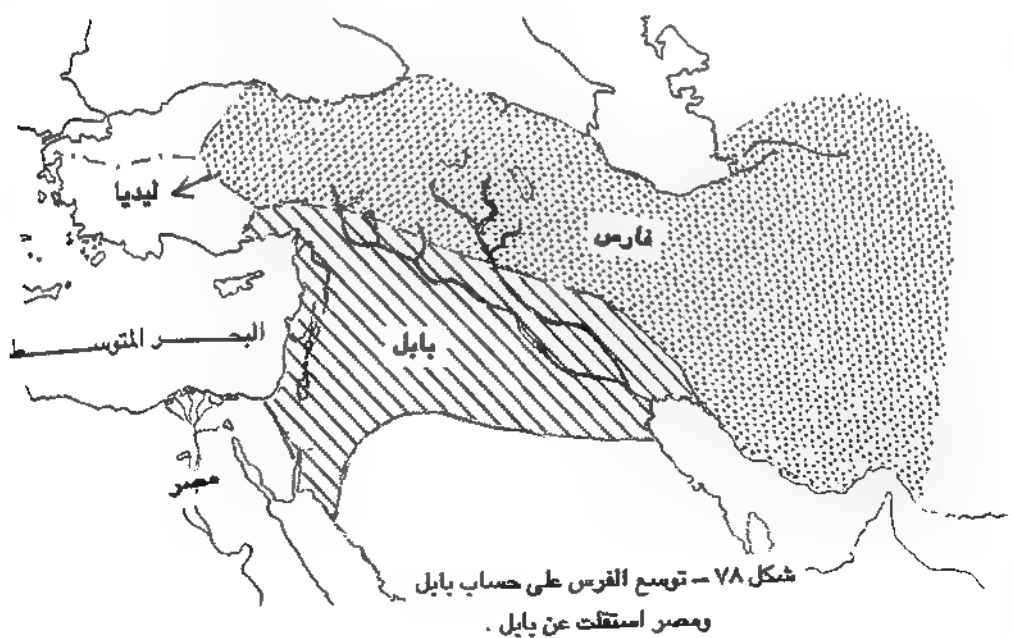 ليديا
فارس
البحر المتوسط
بابل
مصر
شكل ٧٨ – توسع الفرس على حساب بابل
ومصر استقلت عن بابل .